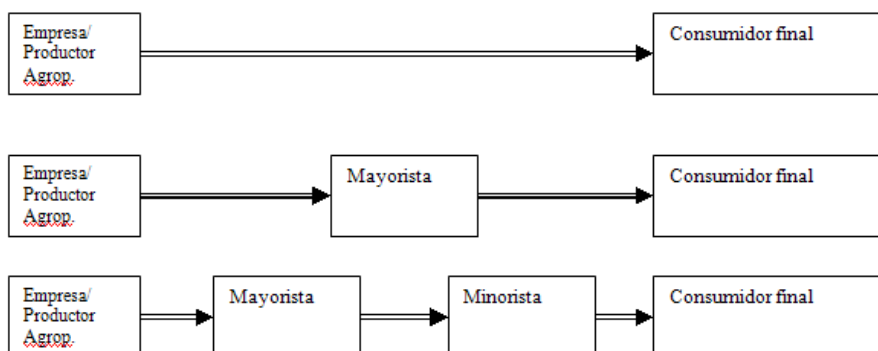 Empresa/
Productor
Agrop.
Consumidor final
Empresa/
Productor
Agrop.
Mayorista
Consumidor final
Empresa/
Productor
Agrop.
Mayorista
Minorista
Consumidor final